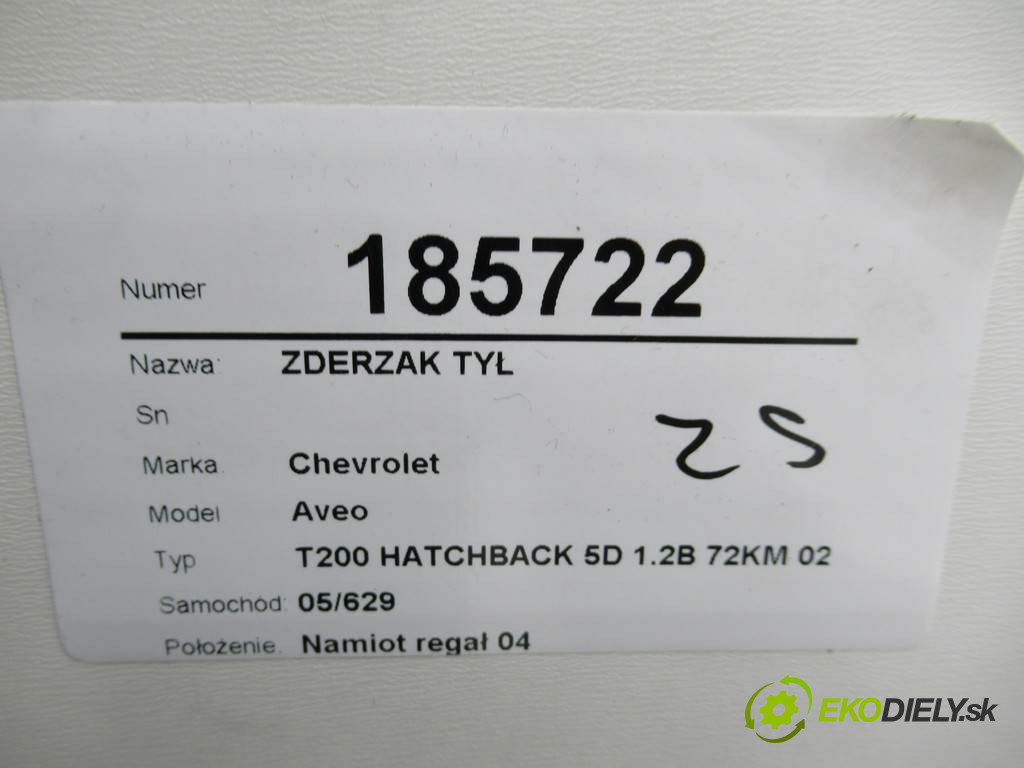 Numer 185722
Nazwa: ZDERZAK TYŁ
Sn
25
Marka. Chevrolet
Model Aveo
Typ T200 HATCHBACK 5D 1.2B 72KM 02
Samochód: 05/629
Położenie. Namiot regał 04
EKODIELY.sk